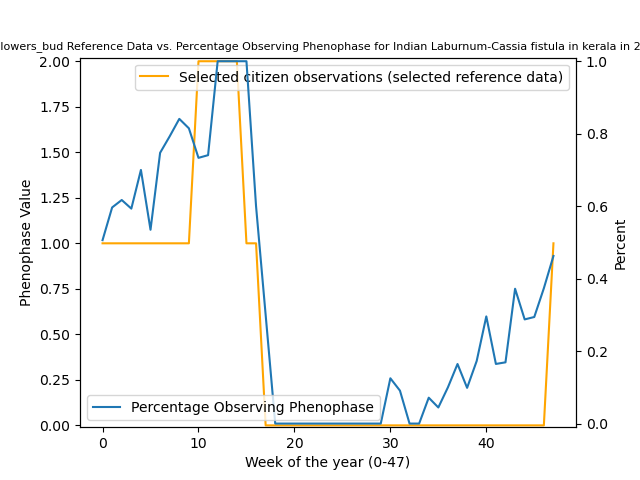 lowers_bud Reference Data vs. Percentage Observing Phenophase for Indian Laburnum-Cassia fistula in kerala in 2
2.00
1.75
1.50
1.25
1.00
0.75
0.50
0.25
0.00
Phenophase Value
Selected citizen observations (selected reference data)
Percentage Observing Phenophase
1.0
0.8
0.6
0.4
0.2
0.0
Percent
0 10 20 30 40
Week of the year (0-47)